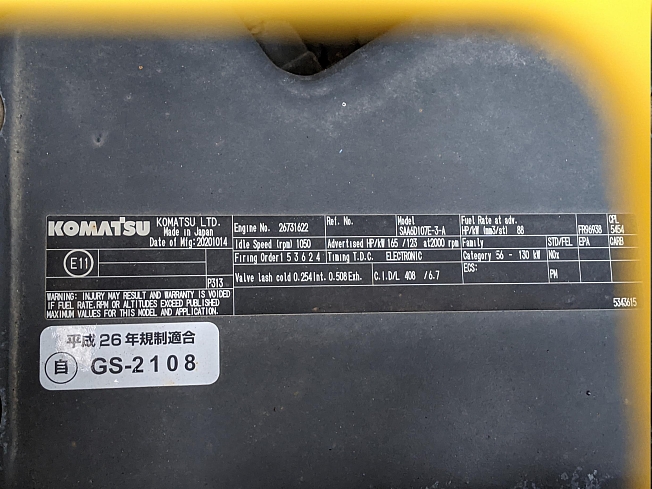 KOMATSU KOMATSU LTD.
Made in Japan
Date of Mfg:20201014
E11
P313
WARNING: INJURY MAY RESULT AND WARRANTY IS VOIDED
IF FUEL RATE.RPM OR ALTITUDES EXCEED PUBLISHED
MAXIMUM VALUES FOR THIS MODEL AND APPLICATION.
Engine No. 26731622
Ref. No.
Model
SAA6D107E-3-A
Fuel Rate at adv.
HP/kW (mm3/st) 88
FR96938
CPL
5454
Idle Speed (rpm) 1050
Advertised HP/kW 165 /123 at2000 rpm
Family
STD/FEL
EPA
CARB
Firing Order 1 5 3 6 2 4
Timing T.D.C. ELECTRONIC
Category 56 - 130 kW
NOx
Valve lash cold 0.254Int. 0.508Exh.
C.I.D/L 408 /6.7
ECS:
PM
5343615
平成26年規制適合
自 GS-2108